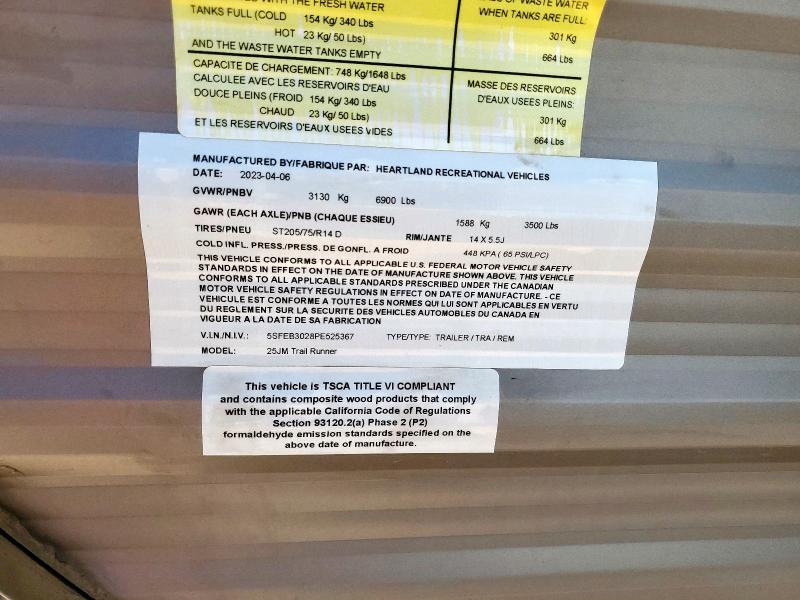 WITH THE FRESH WATER
TANKS FULL (COLD 154 Kg/ 340 Lbs
HOT 23 Kg/ 50 Lbs)
AND THE WASTE WATER TANKS EMPTY
OF WASTE WATER
WHEN TANKS ARE FULL:
301 Kg
664 Lbs
CAPACITE DE CHARGEMENT: 748 Kg/1648 Lbs
CALCULEE AVEC LES RESERVOIRS D'EAU
DOUCE PLEINS (FROID 154 Kg/ 340 Lbs
CHAUD 23 Kg/ 50 Lbs)
ET LES RESERVOIRS D'EAUX USEES VIDES
MASSE DES RESERVOIRS
D'EAUX USEES PLEINS:
301 Kg
664 Lbs
MANUFACTURED BY/FABRIQUE PAR: HEARTLAND RECREATIONAL VEHICLES
DATE: 2023-04-06
GVWR/PNBV 3130 Kg 6900 Lbs
GAWR (EACH AXLE)/PNB (CHAQUE ESSIEU) 1588 Kg 3500 Lbs
TIRES/PNEU ST205/75/R14 D RIM/JANTE 14 X 5.5J
COLD INFL. PRESS./PRESS. DE GONFL. A FROID 448 KPA ( 65 PSI/LPC)
THIS VEHICLE CONFORMS TO ALL APPLICABLE U.S. FEDERAL MOTOR VEHICLE SAFETY
STANDARDS IN EFFECT ON THE DATE OF MANUFACTURE SHOWN ABOVE. THIS VEHICLE
CONFORMS TO ALL APPLICABLE STANDARDS PRESCRIBED UNDER THE CANADIAN
MOTOR VEHICLE SAFETY REGULATIONS IN EFFECT ON DATE OF MANUFACTURE. - CE
VEHICULE EST CONFORME A TOUTES LES NORMES QUI LUI SONT APPLICABLES EN VERTU
DU REGLEMENT SUR LA SECURITE DES VEHICLES AUTOMOBILES DU CANADA EN
VIGUEUR A LA DATE DE SA FABRICATION
V.I.N./N.I.V.: 5SFEB3028PE525367 TYPE/TYPE: TRAILER / TRA / REM
MODEL: 25JM Trail Runner
This vehicle is TSCA TITLE VI COMPLIANT
and contains composite wood products that comply
with the applicable California Code of Regulations
Section 93120.2(a) Phase 2 (P2)
formaldehyde emission standards specified on the
above date of manufacture.